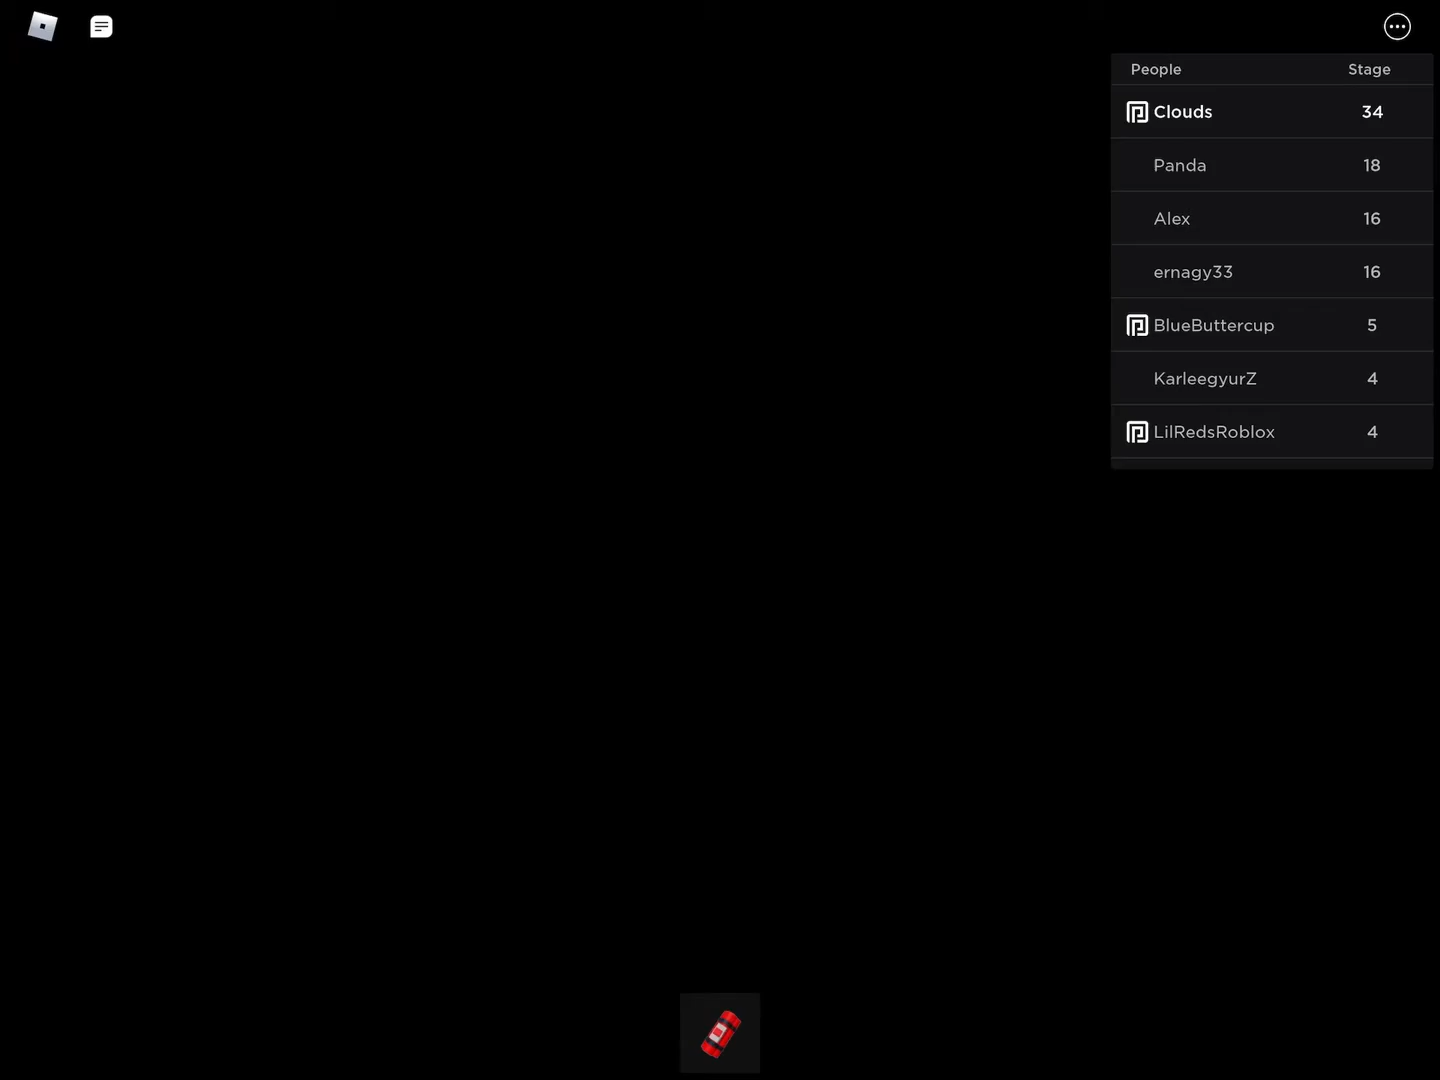 People Stage
Clouds 34
Panda 18
Alex 16
ernagy33 16
BlueButtercup 5
KarleegyurZ 4
LilRedsRoblox 4